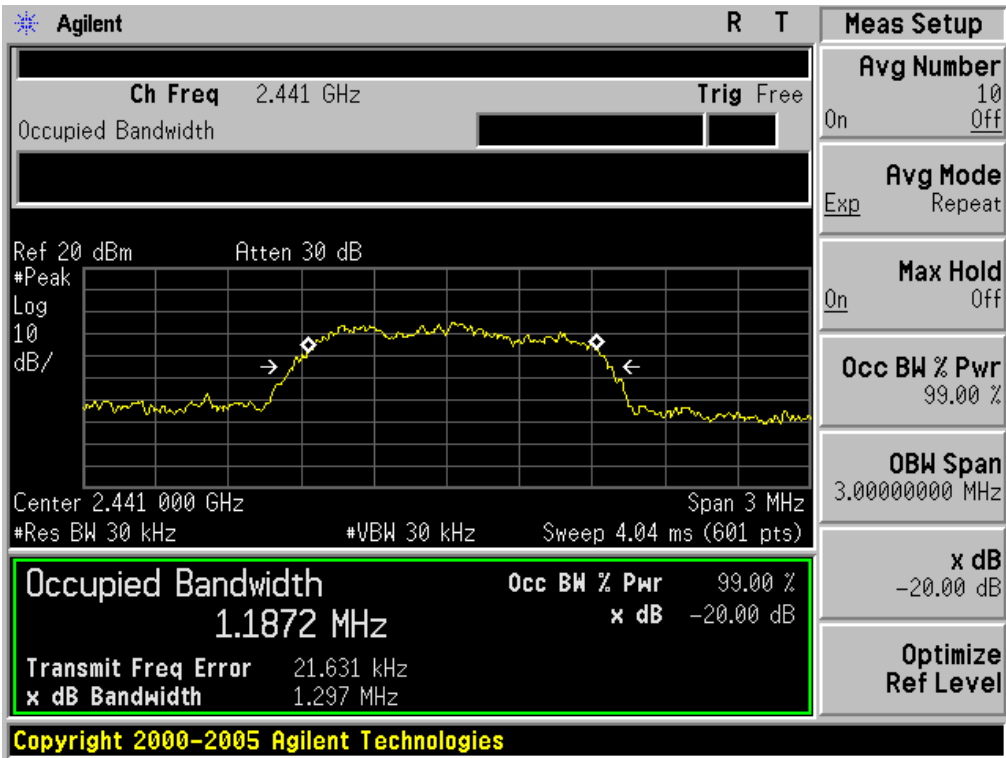 Agilent R T
Ch Freq 2.441 GHz Trig Free
Occupied Bandwidth
Ref 20 dBm Atten 30 dB
#Peak
Log
10
dB/
Center 2.441 000 GHz Span 3 MHz
#Res BW 30 kHz #VBW 30 kHz Sweep 4.04 ms (601 pts)
Occupied Bandwidth Occ BW % Pwr 99.00 %
1.1872 MHz x dB -20.00 dB
Transmit Freq Error 21.631 kHz
x dB Bandwidth 1.297 MHz
Copyright 2000-2005 Agilent Technologies
Meas Setup
Avg Number
10
On Off
Avg Mode
Exp Repeat
Max Hold
On Off
Occ BW % Pwr
99.00 %
OBW Span
3.00000000 MHz
x dB
-20.00 dB
Optimize
Ref Level